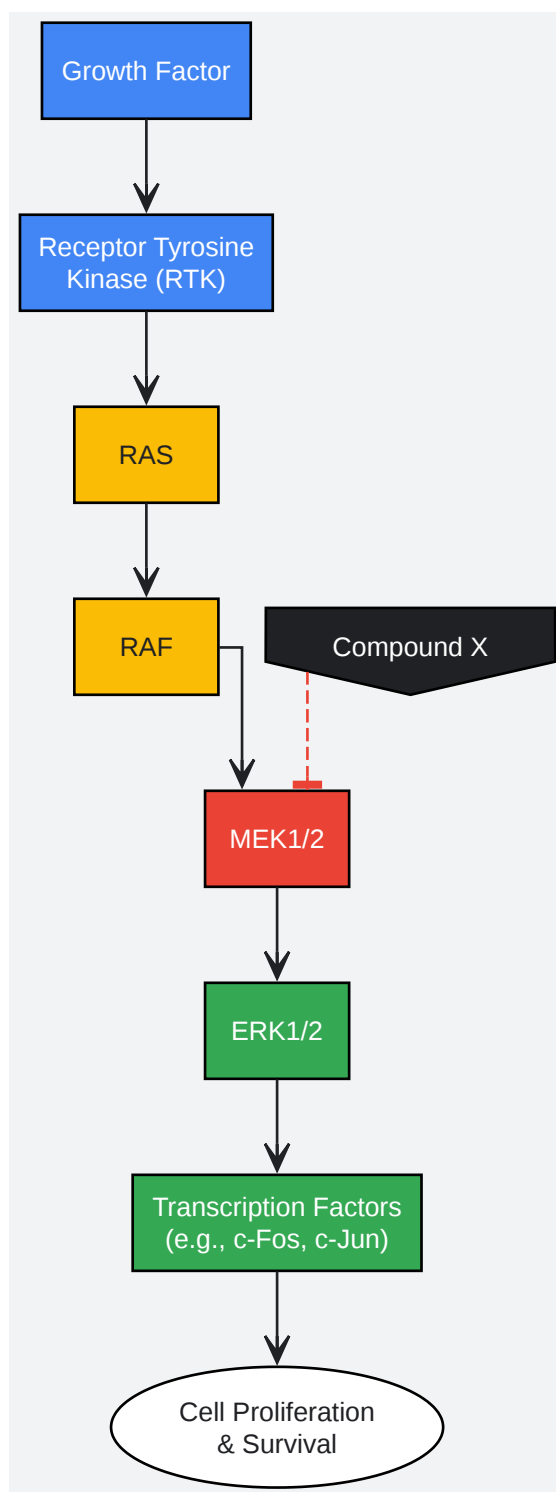 Growth Factor
Receptor Tyrosine
Kinase (RTK)
RAS
RAF
Compound X
MEK1/2
ERK1/2
Transcription Factors
(e.g., c-Fos, c-Jun)
Cell Proliferation
& Survival